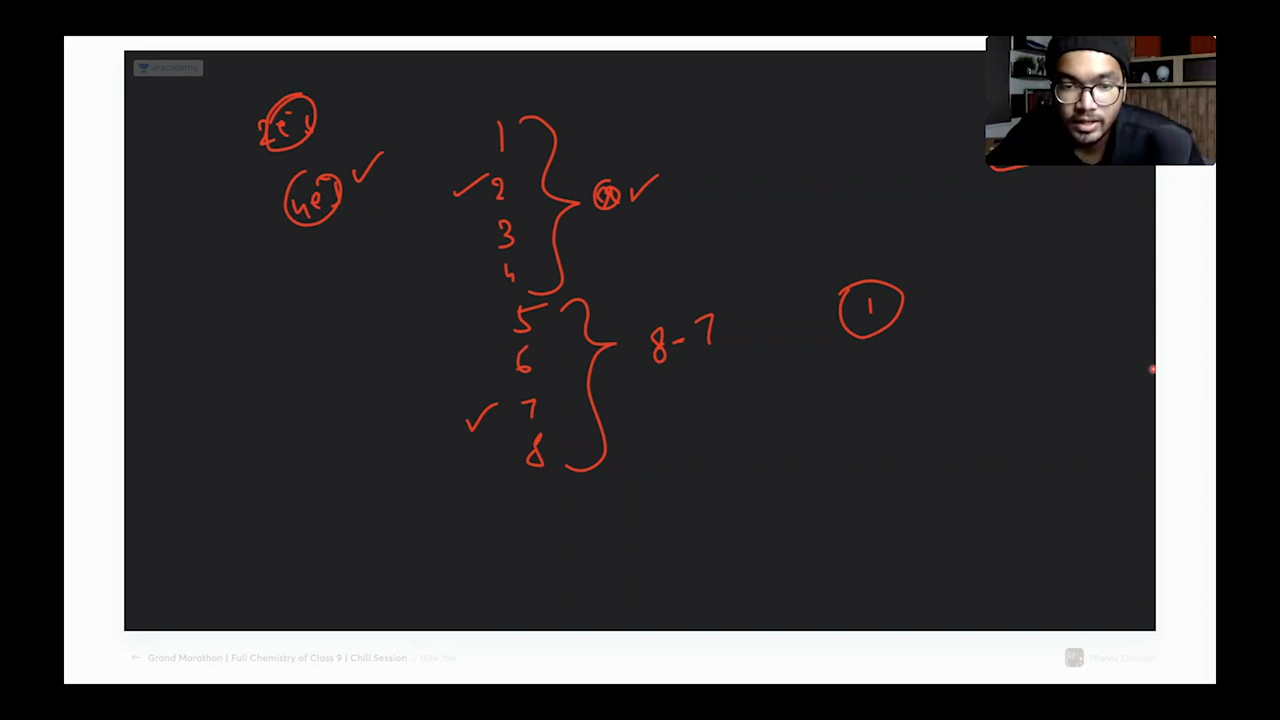 unacademy
2e⁻
4e⁻ ✓
1
✓ 2
✓
3
4
5
6
8-7
1
✓ 7
8
← Grand Marathon | Full Chemistry of Class 9 | Chill Session